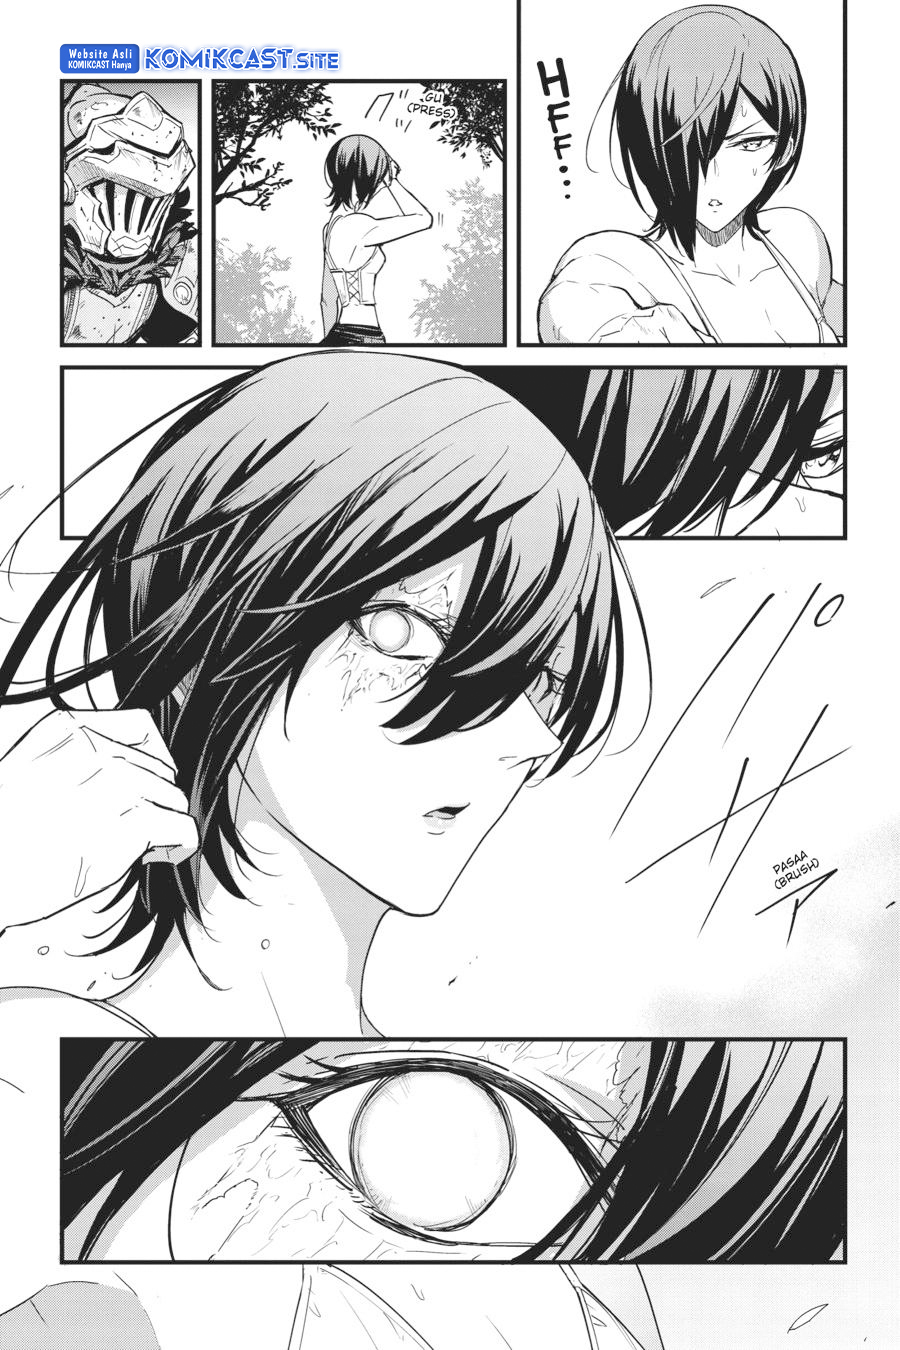 Website Asli
KOMIKCAST Hanya
KOMIKCAST.SITE
HFF...
GU
(PRESS)
PASAA
(BRUSH)